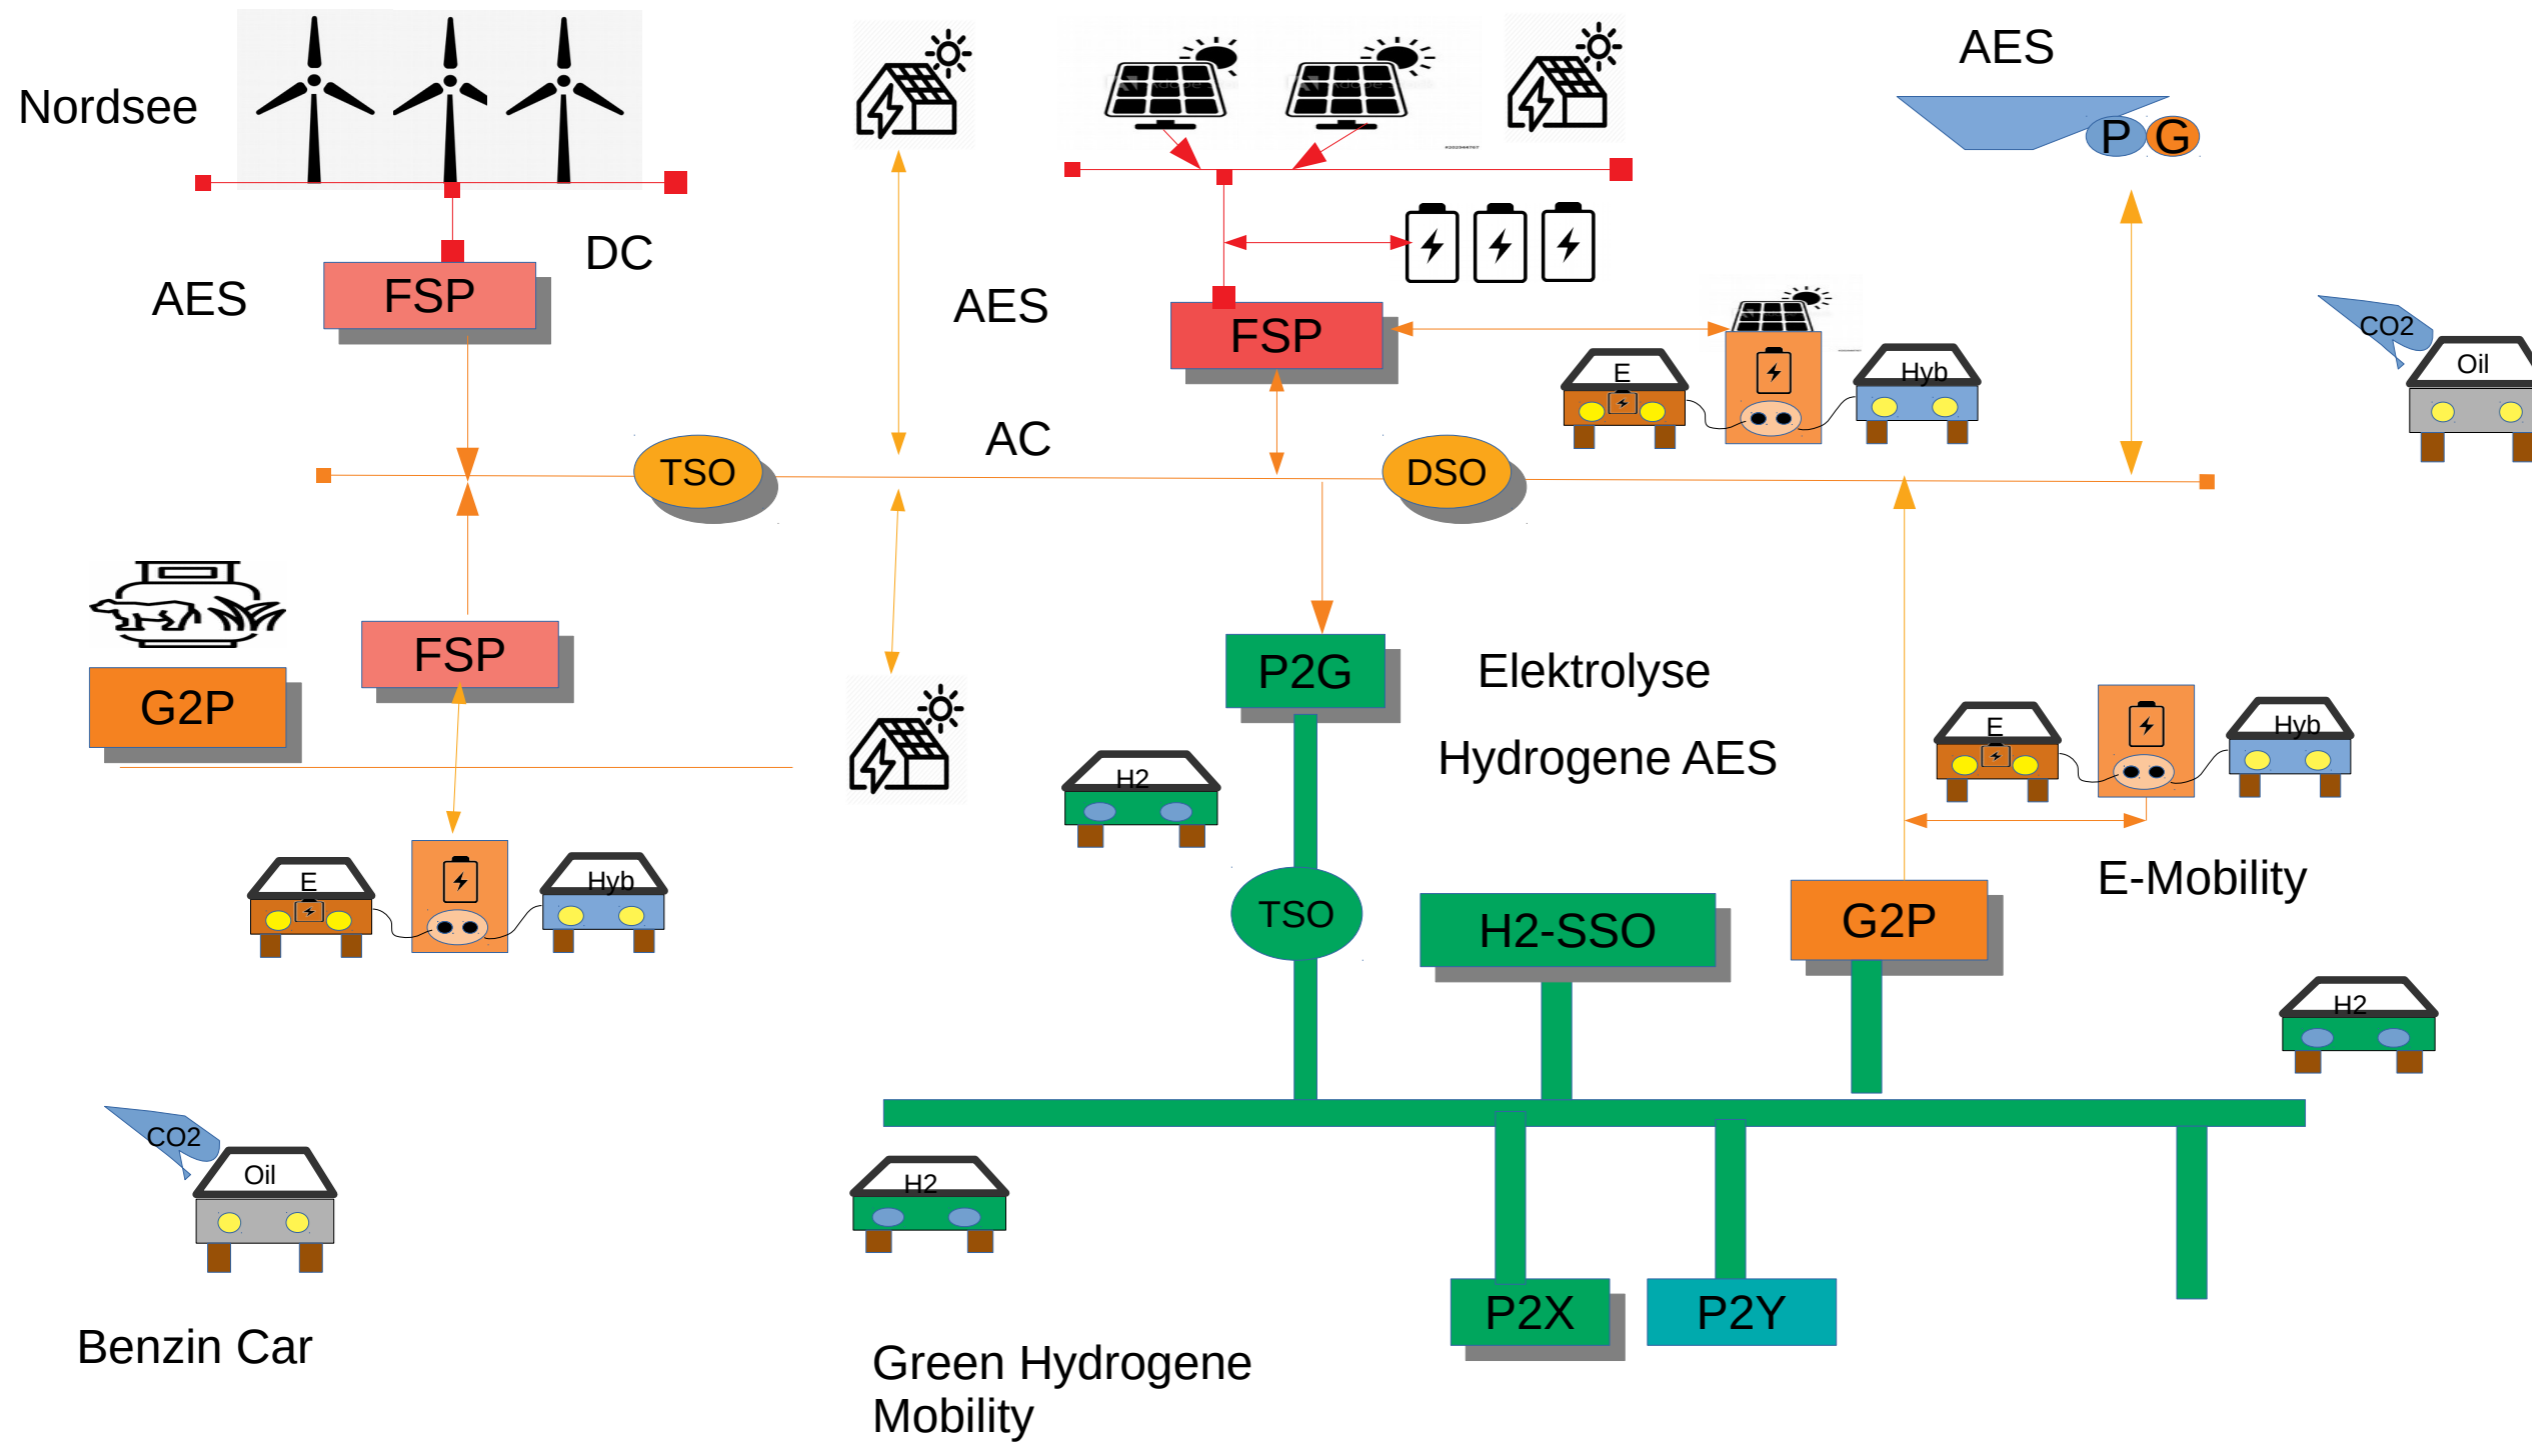 AES
Nordsee
P G
DC
AES
FSP
AES
FSP
CO2
Oil
E
Hyb
AC
TSO
DSO
FSP
G2P
P2G
Elektrolyse
Hydrogene AES
E
Hyb
H2
E
Hyb
E-Mobility
TSO
H2-SSO
G2P
H2
CO2
Oil
H2
P2X
P2Y
Benzin Car
Green Hydrogene
Mobility